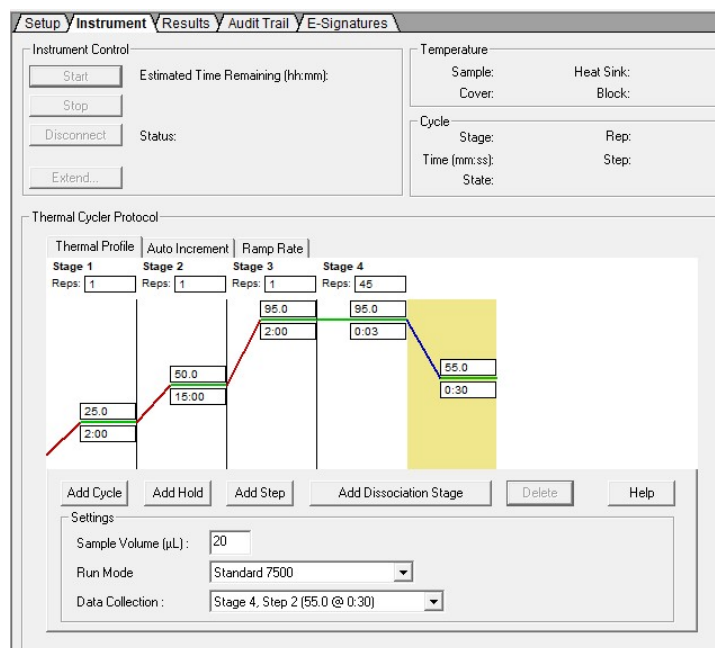 Setup Instrument Results Audit Trail E-Signatures
Instrument Control
Start Estimated Time Remaining (hh:mm):
Stop
Disconnect Status:
Extend...
Temperature
Sample: Heat Sink:
Cover: Block:
Cycle
Stage: Rep:
Time (mm:ss): Step:
State:
Thermal Cycler Protocol
Thermal Profile Auto Increment Ramp Rate
Stage 1 Stage 2 Stage 3 Stage 4
Reps: 1 Reps: 1 Reps: 1 Reps: 45
95.0 95.0
2:00 0:03
50.0 55.0
15:00 0:30
25.0
2:00
Add Cycle Add Hold Add Step Add Dissociation Stage Delete Help
Settings
Sample Volume (µL) : 20
Run Mode Standard 7500
Data Collection : Stage 4, Step 2 (55.0 @ 0:30)